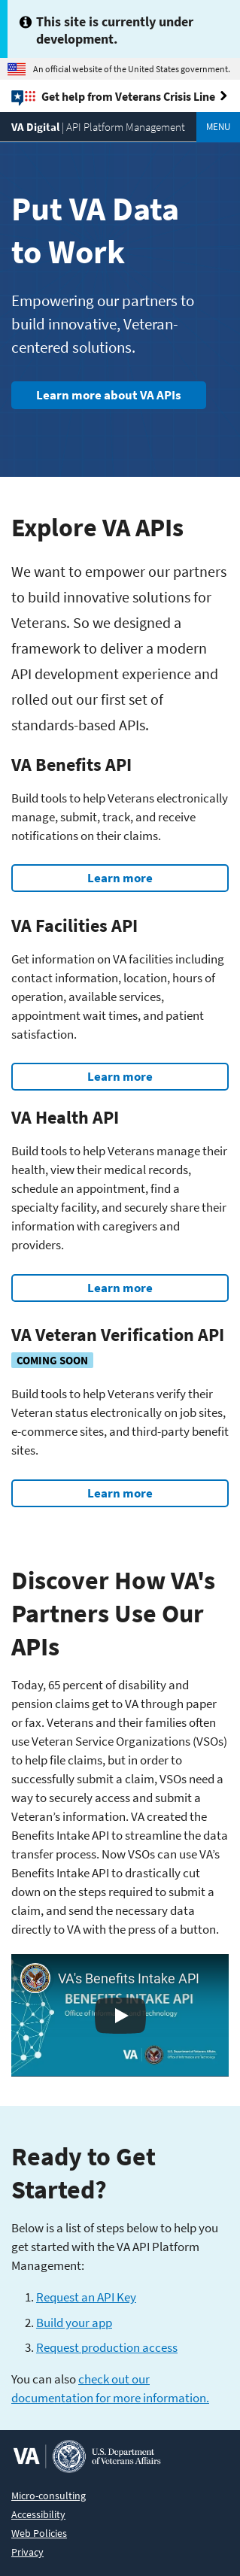 This site is currently under
development.
An official website of the United States government.
Get help from Veterans Crisis Line
VA Digital | API Platform Management
MENU
Put VA Data
to Work
Empowering our partners to
build innovative, Veteran-
centered solutions.
Learn more about VA APIs
Explore VA APIs
We want to empower our partners
to build innovative solutions for
Veterans. So we designed a
framework to deliver a modern
API development experience and
rolled out our first set of
standards-based APIs.
VA Benefits API
Build tools to help Veterans electronically
manage, submit, track, and receive
notifications on their claims.
Learn more
VA Facilities API
Get information on VA facilities including
contact information, location, hours of
operation, available services,
appointment wait times, and patient
satisfaction.
Learn more
VA Health API
Build tools to help Veterans manage their
health, view their medical records,
schedule an appointment, find a
specialty facility, and securely share their
information with caregivers and
providers.
Learn more
VA Veteran Verification API
COMING SOON
Build tools to help Veterans verify their
Veteran status electronically on job sites,
e-commerce sites, and third-party benefit
sites.
Learn more
Discover How VA's
Partners Use Our
APIs
Today, 65 percent of disability and
pension claims get to VA through paper
or fax. Veterans and their families often
use Veteran Service Organizations (VSOs)
to help file claims, but in order to
successfully submit a claim, VSOs need a
way to securely access and submit a
Veteran's information. VA created the
Benefits Intake API to streamline the data
transfer process. Now VSOs can use VA's
Benefits Intake API to drastically cut
down on the steps required to submit a
claim, and send the necessary data
directly to VA with the press of a button.
VA's Benefits Intake API
BENEFITS INTAKE API
Office of Information and Technology
VA
Ready to Get
Started?
Below is a list of steps below to help you
get started with the VA API Platform
Management:
1. Request an API Key
2. Build your app
3. Request production access
You can also check out our
documentation for more information.
VA
U.S. Department
of Veterans Affairs
Micro-consulting
Accessibility
Web Policies
Privacy